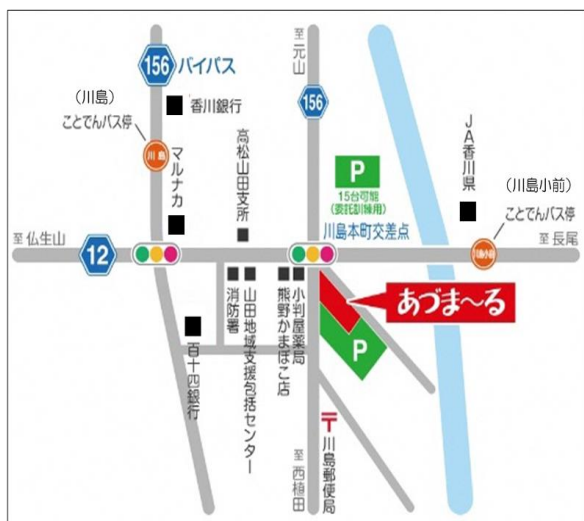 156 バイパス
香川銀行
(川島)
ことでんバス停
川島
マルナカ
高松山田支所
至元山
156
P
15台可能
(委託訓練用)
川島本町交差点
JA香川県
(川島小前)
ことでんバス停
川島小前
至仏生山
12
至長尾
消防署
山田地域支援包括センター
熊野かまぼこ店
小判屋薬局
あづま～る
P
百十四銀行
〒
川島郵便局
至西植田